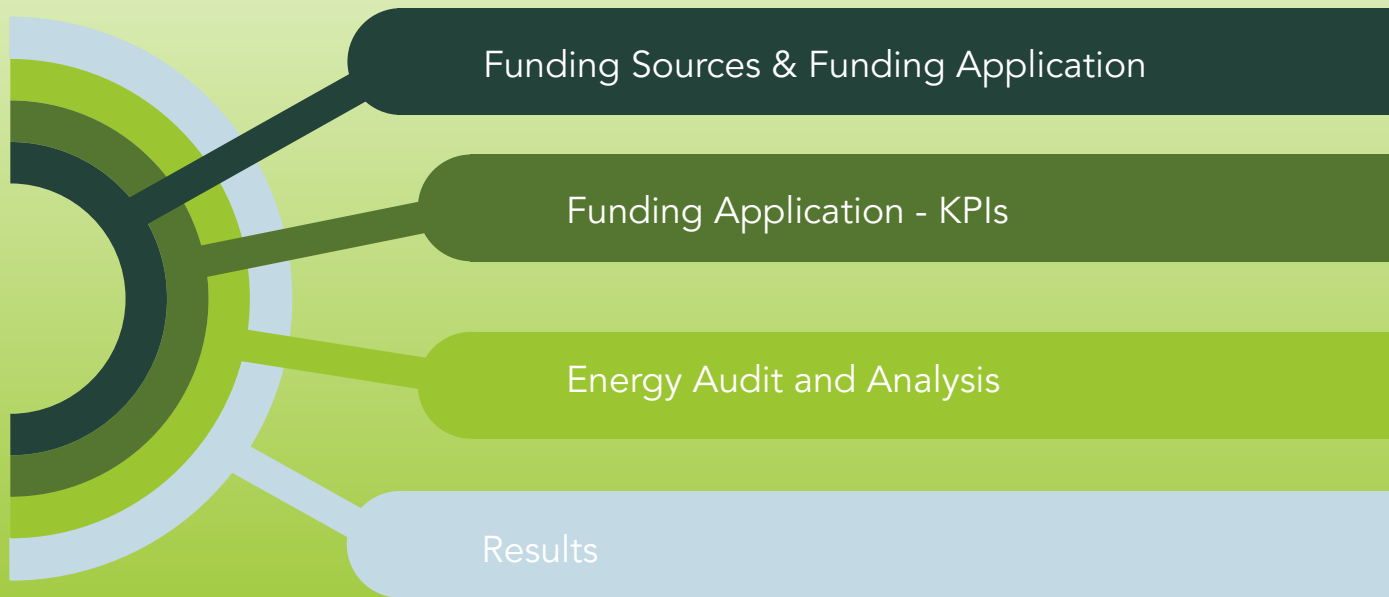 Funding Sources & Funding Application
Funding Application - KPIs
Energy Audit and Analysis
Results